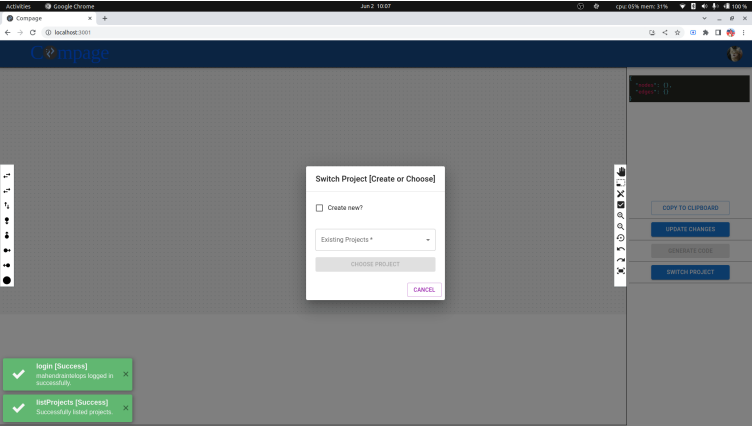 Activities
Google Chrome
Jun 2 10:07
cpu: 05% mem: 31%
100 %
Compage
localhost:3001
Compage
"nodes": {},
"edges": {}
Switch Project [Create or Choose]
Create new?
Existing Projects *
CHOOSE PROJECT
CANCEL
COPY TO CLIPBOARD
UPDATE CHANGES
GENERATE CODE
SWITCH PROJECT
login [Success]
mahendraintelops logged in
successfully.
listProjects [Success]
Successfully listed projects.